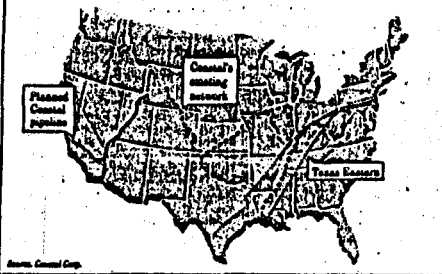 Coastal's
existing
network
Planned
Coastal
pipeline
Texas Eastern
Source: Coastal Corp.